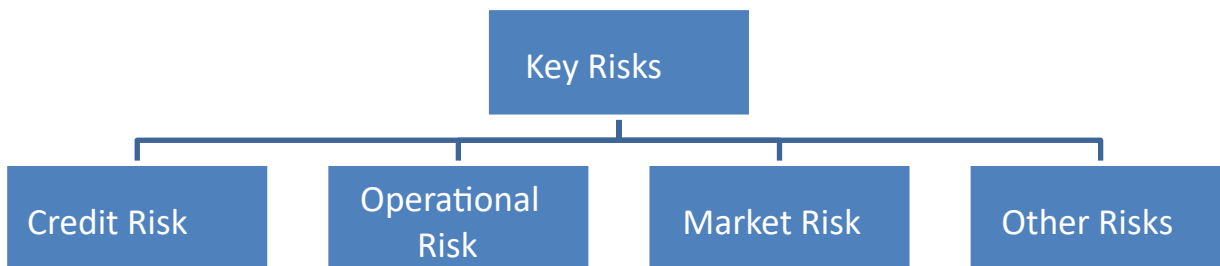 Key Risks
Credit Risk
Operational
Risk
Market Risk
Other Risks